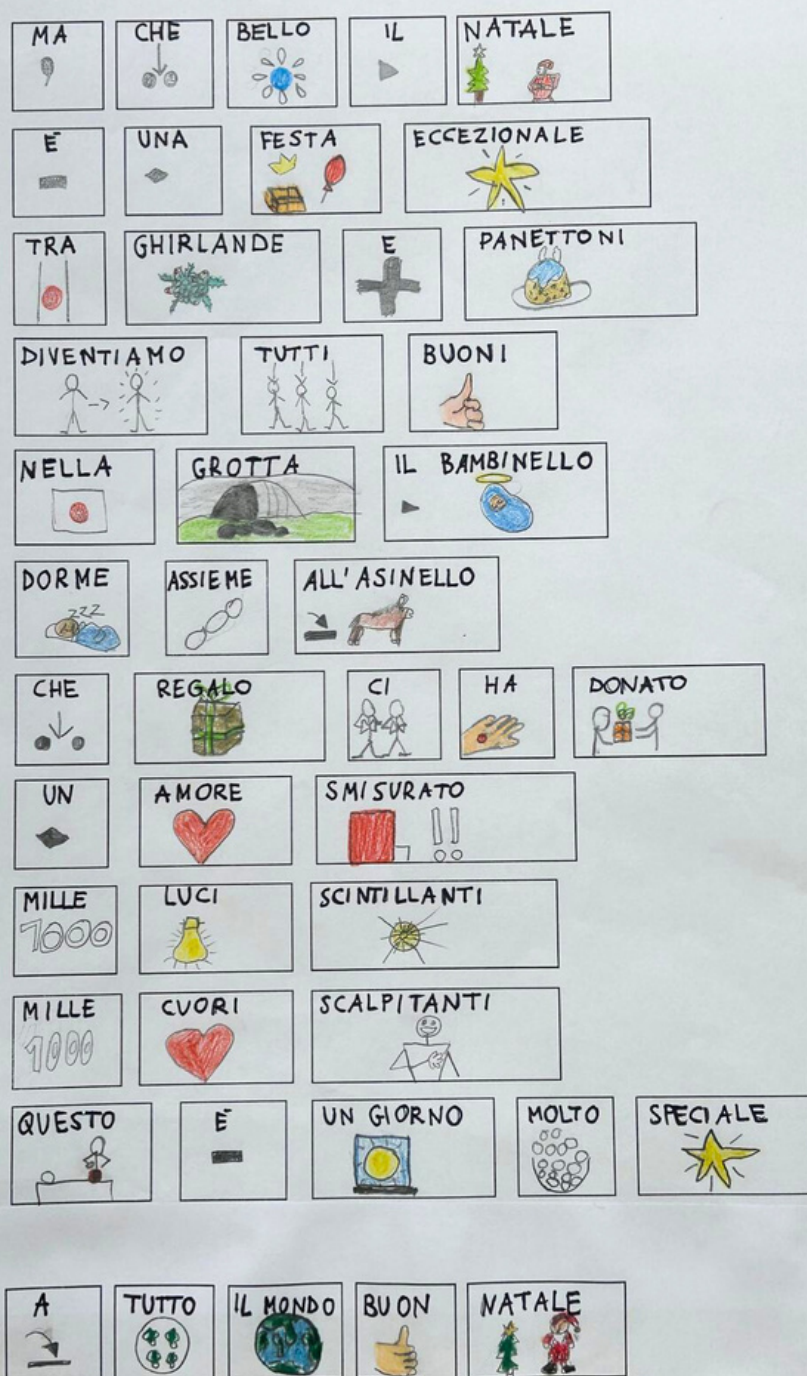 MA CHE BELLO IL NATALE
É UNA FESTA ECCEZIONALE
TRA GHIRLANDE E PANETTONI
DIVENTIAMO TUTTI BUONI
NELLA GROTTA IL BAMBINELLO
DORME ASSIEME ALL'ASINELLO
ZZZ
CHE REGALO CI HA DONATO
UN AMORE SMISURATO
!!
MILLE LUCI SCINTILLANTI
1000
MILLE CUORI SCALPITANTI
1000
QUESTO É UN GIORNO MOLTO SPECIALE
A TUTTO IL MONDO BUON NATALE